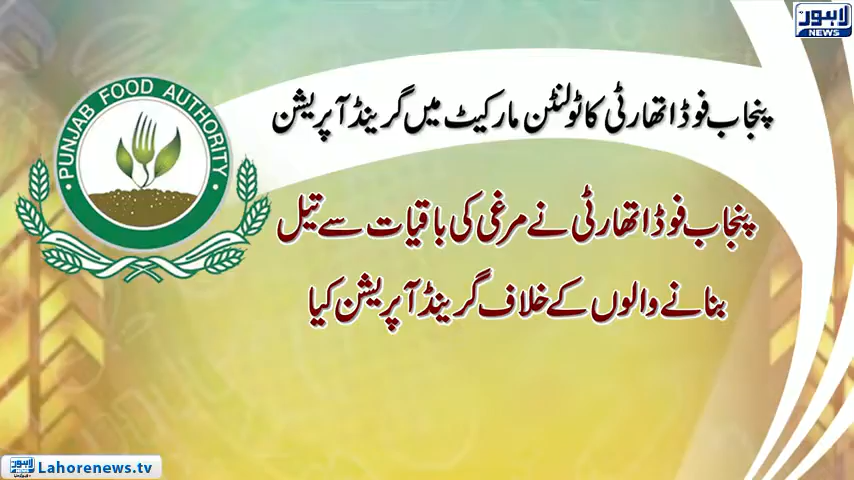 لاہور
NEWS
PUNJAB FOOD AUTHORITY
پنجاب فوڈ اتھارٹی کا ٹولنٹن مارکیٹ میں گرینڈ آپریشن
پنجاب فوڈ اتھارٹی نے مرغی کی باقیات سے تیل
بنانے والوں کے خلاف گرینڈ آپریشن کیا
لاہور
Lahorenews.tv